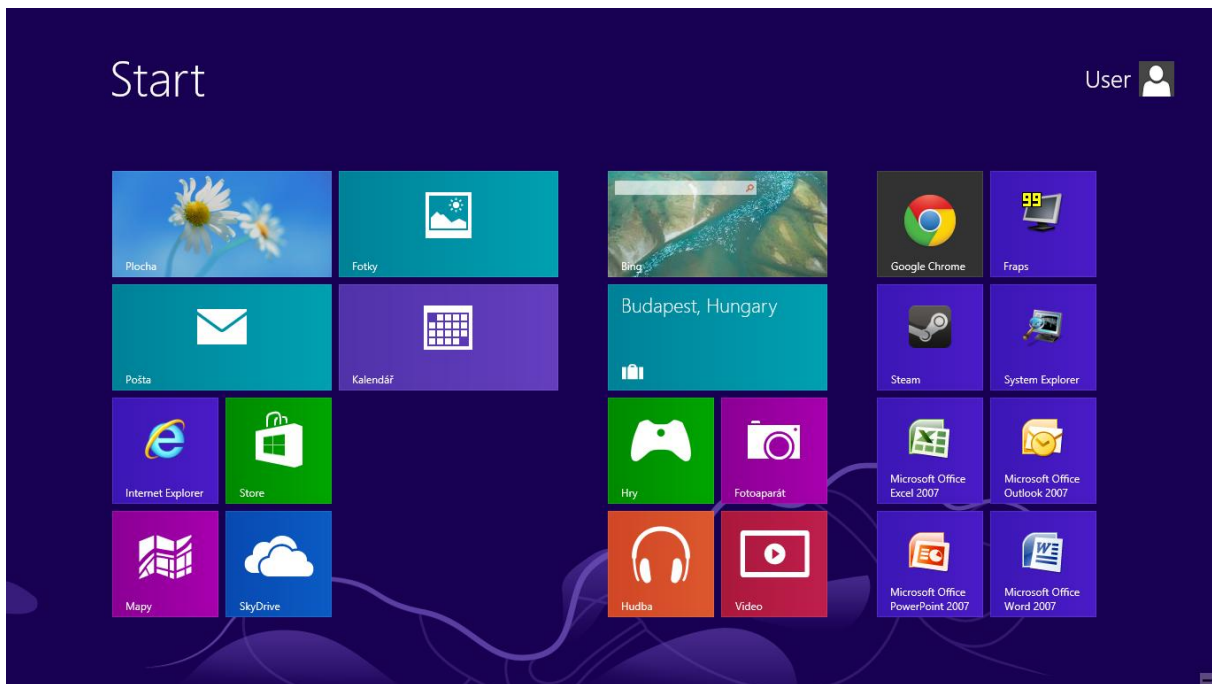 Start
User
Plocha
Fotky
Bing
Google Chrome
99
Fraps
Pošta
Kalendář
Budapest, Hungary
Steam
System Explorer
Internet Explorer
Store
Hry
Fotoaparát
Microsoft Office
Excel 2007
Microsoft Office
Outlook 2007
Mapy
SkyDrive
Hudba
Video
Microsoft Office
PowerPoint 2007
Microsoft Office
Word 2007